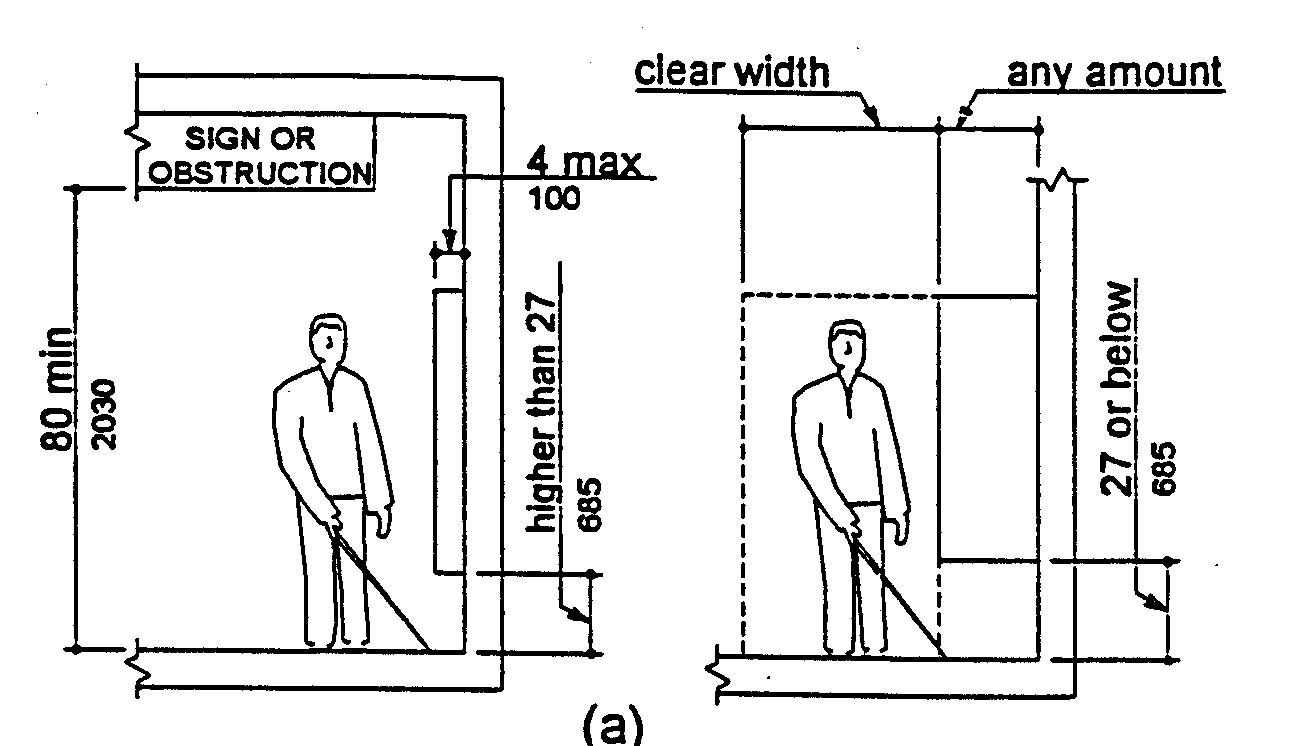 clear width
any amount
SIGN OR
OBSTRUCTION
4 max
100
80 min
2030
higher than 27
685
27 or below
685
(a)